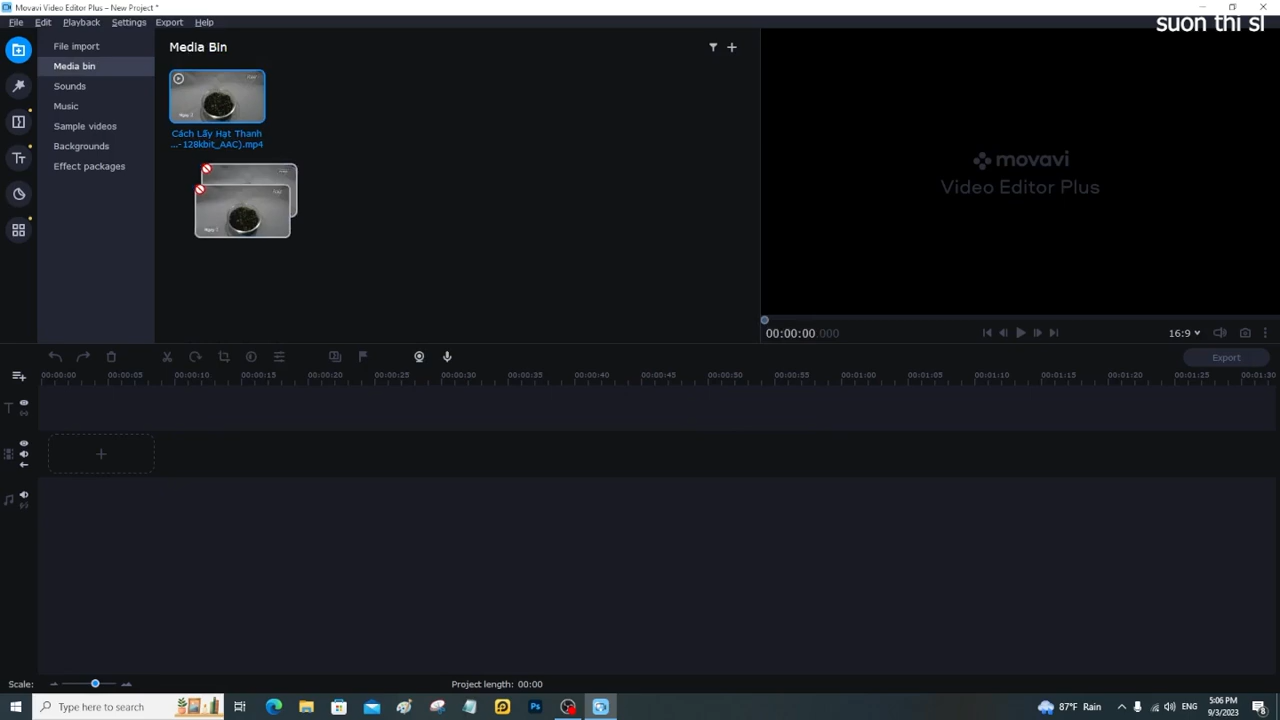 Movavi Video Editor Plus – New Project *
File Edit Playback Settings Export Help
suon thi sl
File import
Media bin
Sounds
Music
Sample videos
Backgrounds
Effect packages
Media Bin
Cách Lấy Hạt Thanh
...-128kbit_AAC).mp4
movavi
Video Editor Plus
00:00:00.000
16:9
Export
00:00:00 00:00:05 00:00:10 00:00:15 00:00:20 00:00:25 00:00:30 00:00:35 00:00:40 00:00:45 00:00:50 00:00:55 00:01:00 00:01:05 00:01:10 00:01:15 00:01:20 00:01:25 00:01:30
Scale:
Project length: 00:00
Type here to search
87°F Rain
5:06 PM
9/3/2023
8